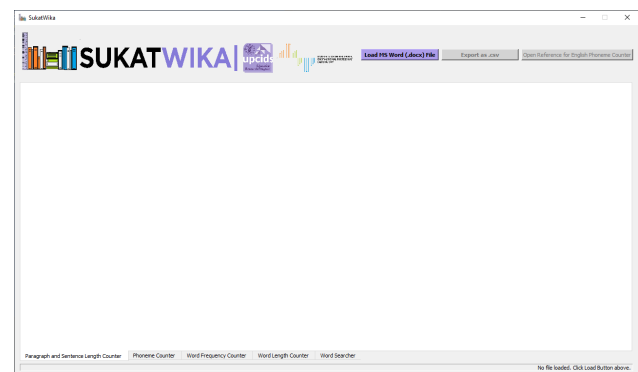 SukatWika
SUKATWIKA
upcids
Load MS Word (.docx) File
Export as .csv
Open Reference for English Phoneme Counter
Paragraph and Sentence Length Counter
Phoneme Counter
Word Frequency Counter
Word Length Counter
Word Searcher
No file loaded. Click Load Button above.